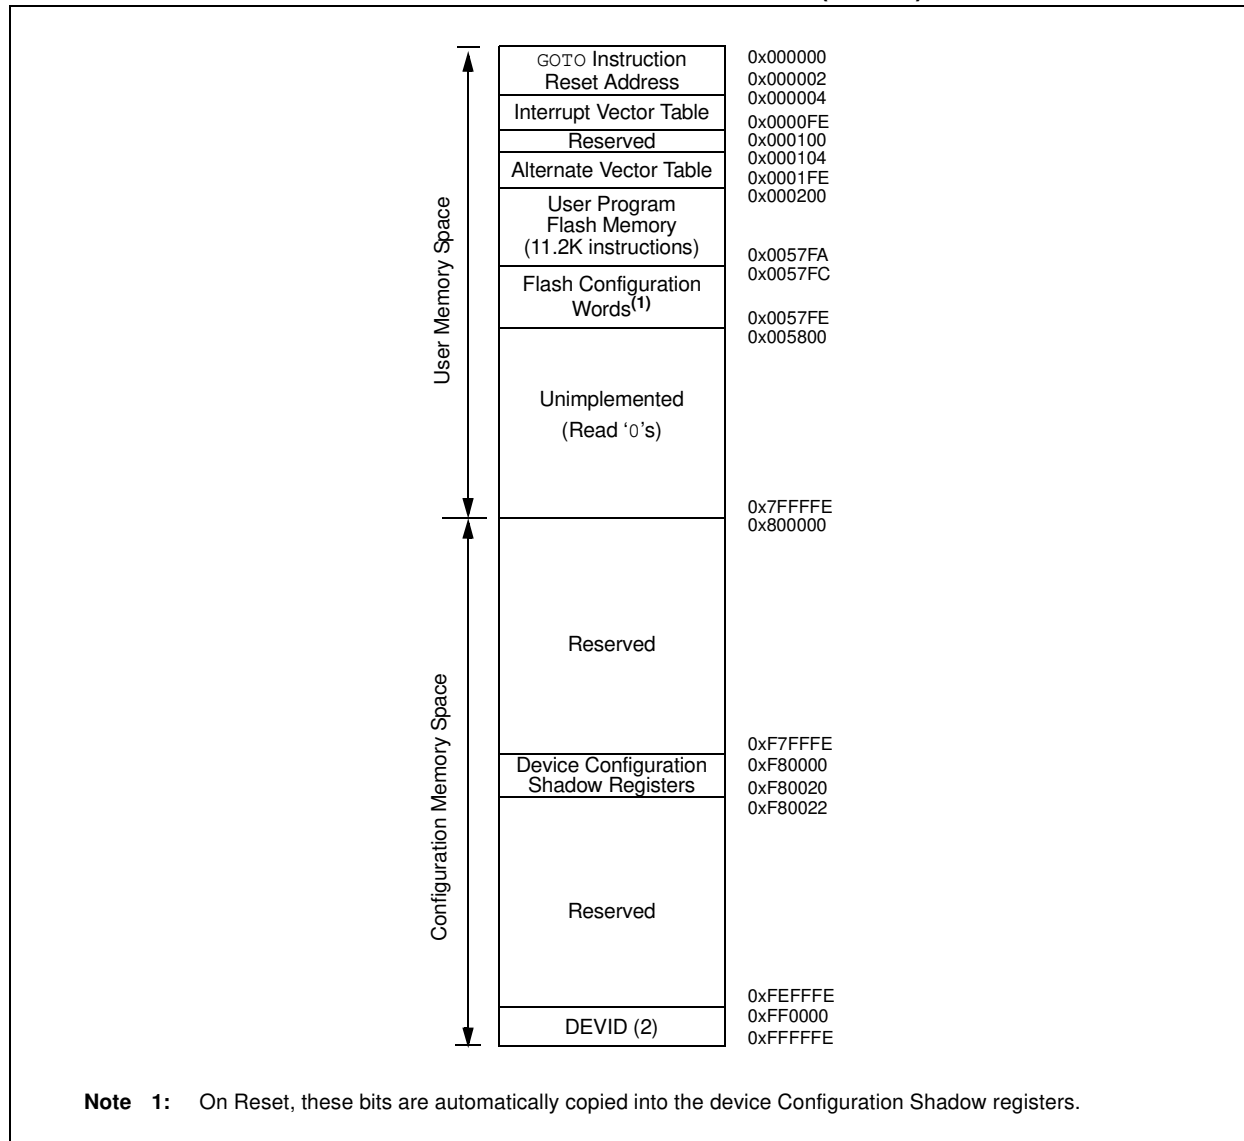 GOTO Instruction
0x000000
Reset Address
0x000002
0x000004
Interrupt Vector Table
0x0000FE
Reserved
0x000100
0x000104
Alternate Vector Table
0x0001FE
0x000200
User Program
Flash Memory
(11.2K instructions)
0x0057FA
0x0057FC
Flash Configuration
Words(1)
0x0057FE
0x005800
User Memory Space
Unimplemented
(Read ‘0’s)
0x7FFFFE
0x800000
Reserved
0xF7FFFE
Device Configuration
0xF80000
Shadow Registers
0xF80020
0xF80022
Configuration Memory Space
Reserved
0xFEFFFE
0xFF0000
DEVID (2)
0xFFFFFE
Note 1: On Reset, these bits are automatically copied into the device Configuration Shadow registers.